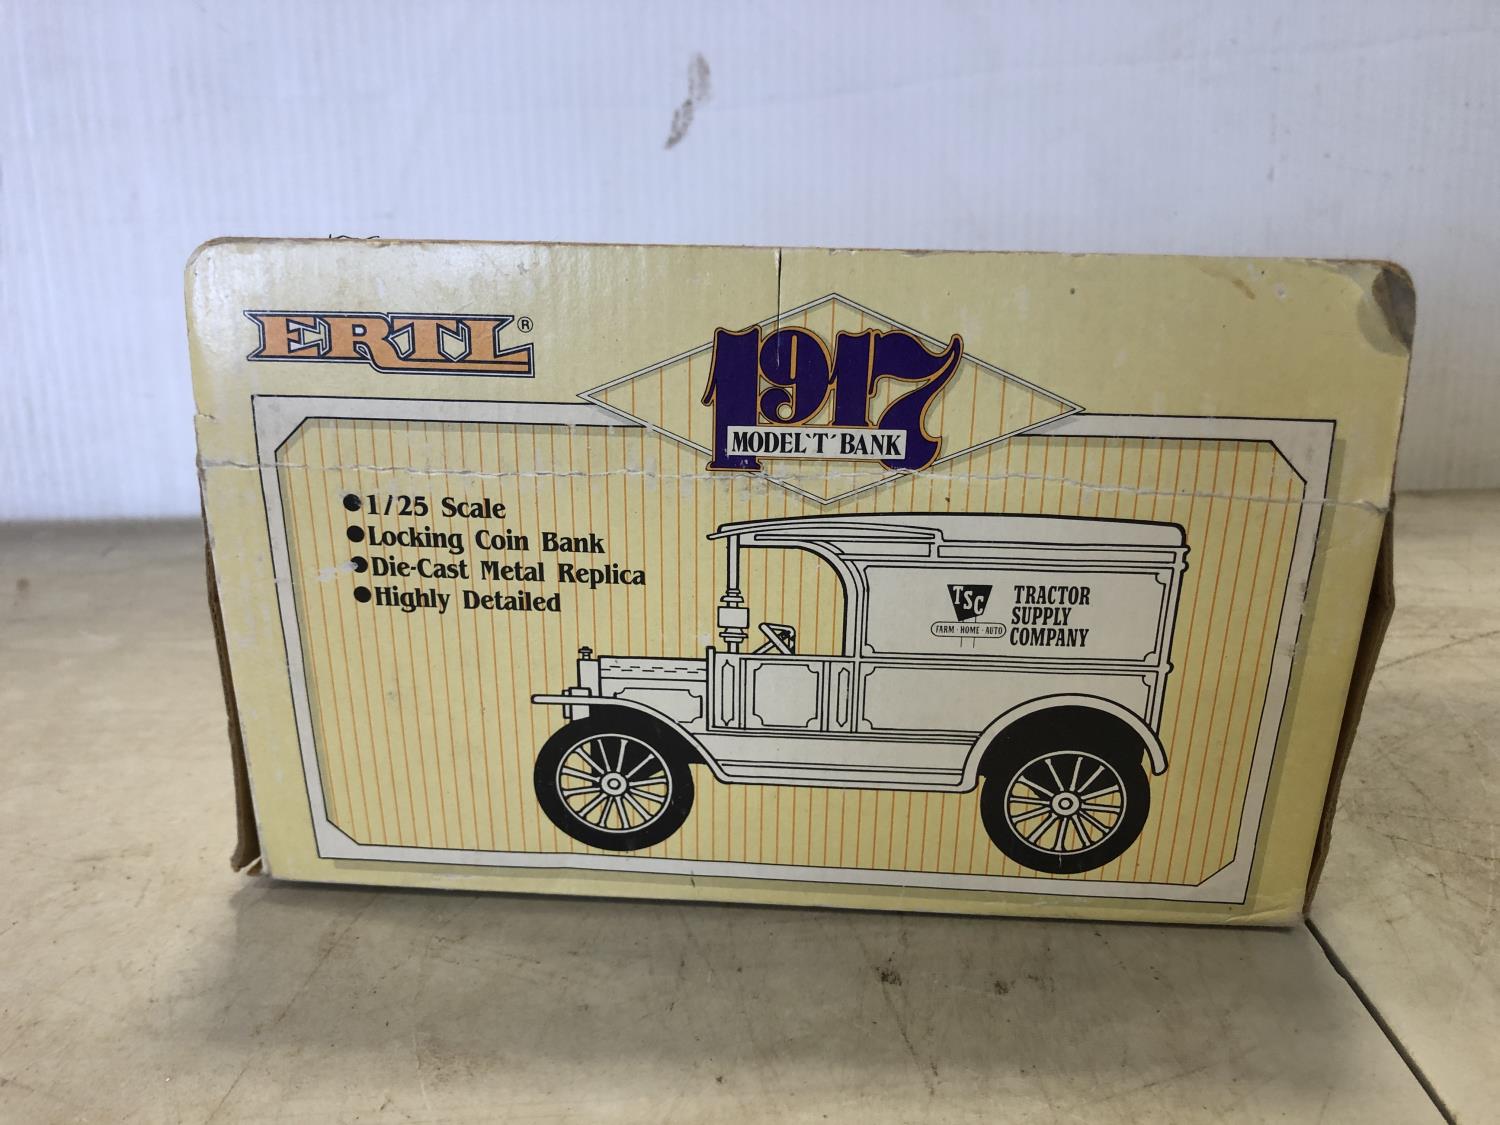 ERTL®
1917
MODEL 'T' BANK
●1/25 Scale
●Locking Coin Bank
●Die-Cast Metal Replica
●Highly Detailed
TSC
FARM · HOME · AUTO
TRACTOR
SUPPLY
COMPANY